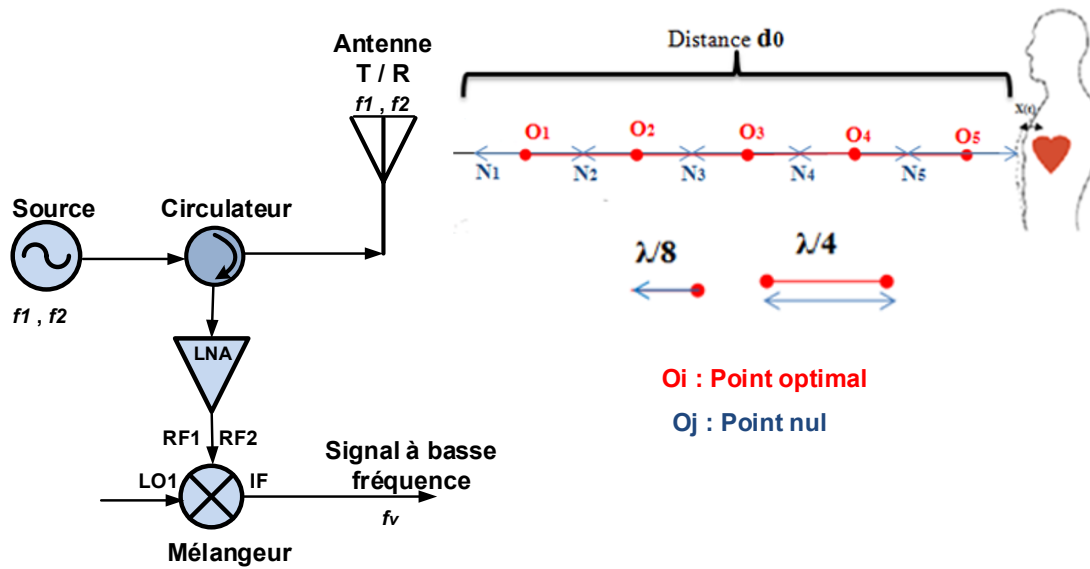 Antenne
T / R
f1 , f2
Source
f1 , f2
Circulateur
LNA
RF1 RF2
LO1 IF
Mélangeur
Signal à basse
fréquence
fv
Distance d0
X(t)
O1 O2 O3 O4 O5
N1 N2 N3 N4 N5
λ/8 λ/4
Oi : Point optimal
Oj : Point nul